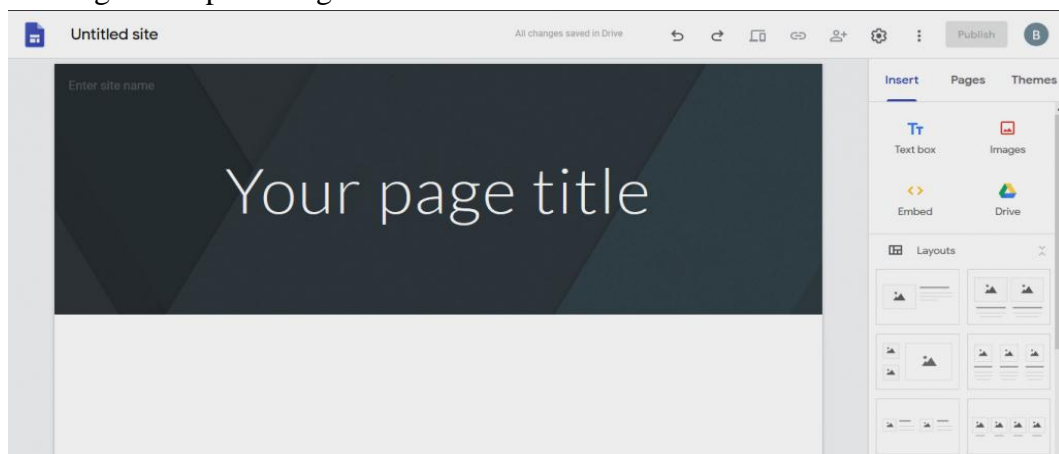 Untitled site
All changes saved in Drive
Publish
B
Enter site name
Your page title
Insert Pages Themes
Text box Images
Embed Drive
Layouts